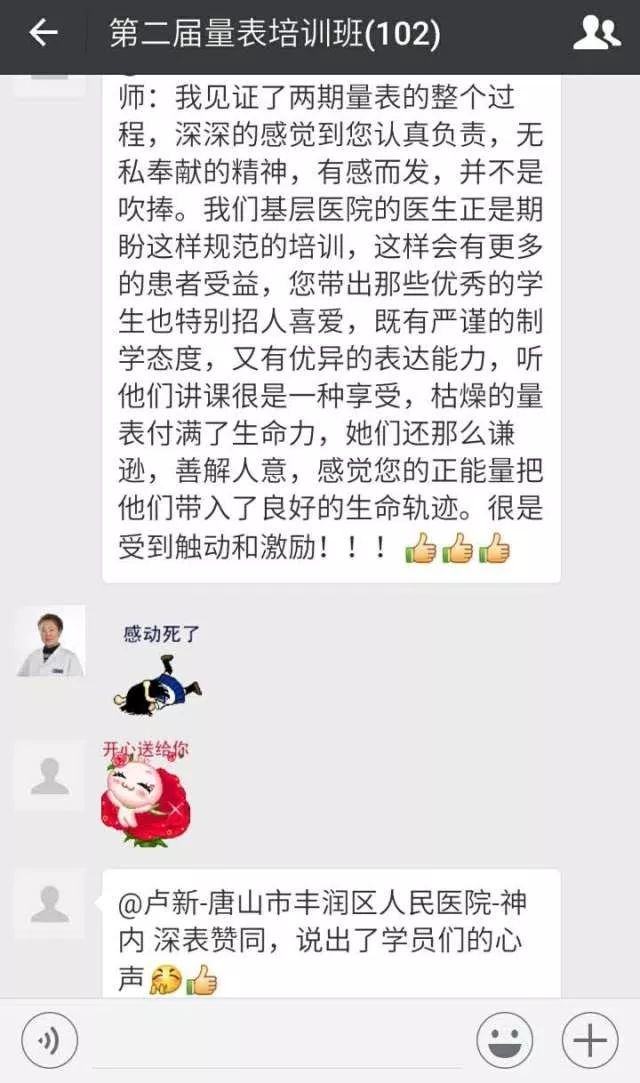 第二届量表培训班(102)
师：我见证了两期量表的整个过
程，深深的感觉到您认真负责，无
私奉献的精神，有感而发，并不是
吹捧。我们基层医院的医生正是期
盼这样规范的培训，这样会有更多
的患者受益，您带出那些优秀的学
生也特别招人喜爱，既有严谨的制
学态度，又有优异的表达能力，听
他们讲课很是一种享受，枯燥的量
表付满了生命力，她们还那么谦
逊，善解人意，感觉您的正能量把
他们带入了良好的生命轨迹。很是
受到触动和激励！！！👍👍👍
感动死了
开心送给你
@卢新-唐山市丰润区人民医院-神
内 深表赞同，说出了学员们的心
声